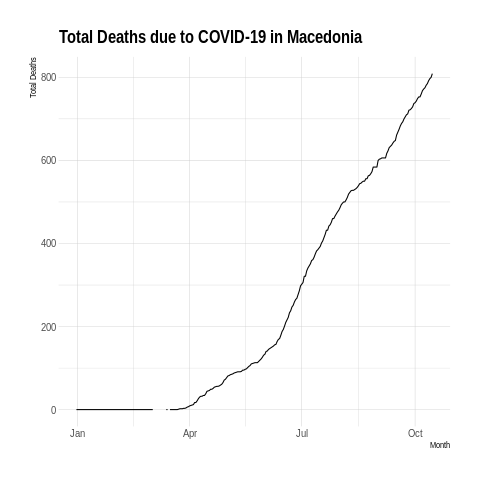 Total Deaths due to COVID-19 in Macedonia
Total Deaths
800
600
400
200
0
Jan Apr Jul Oct
Month